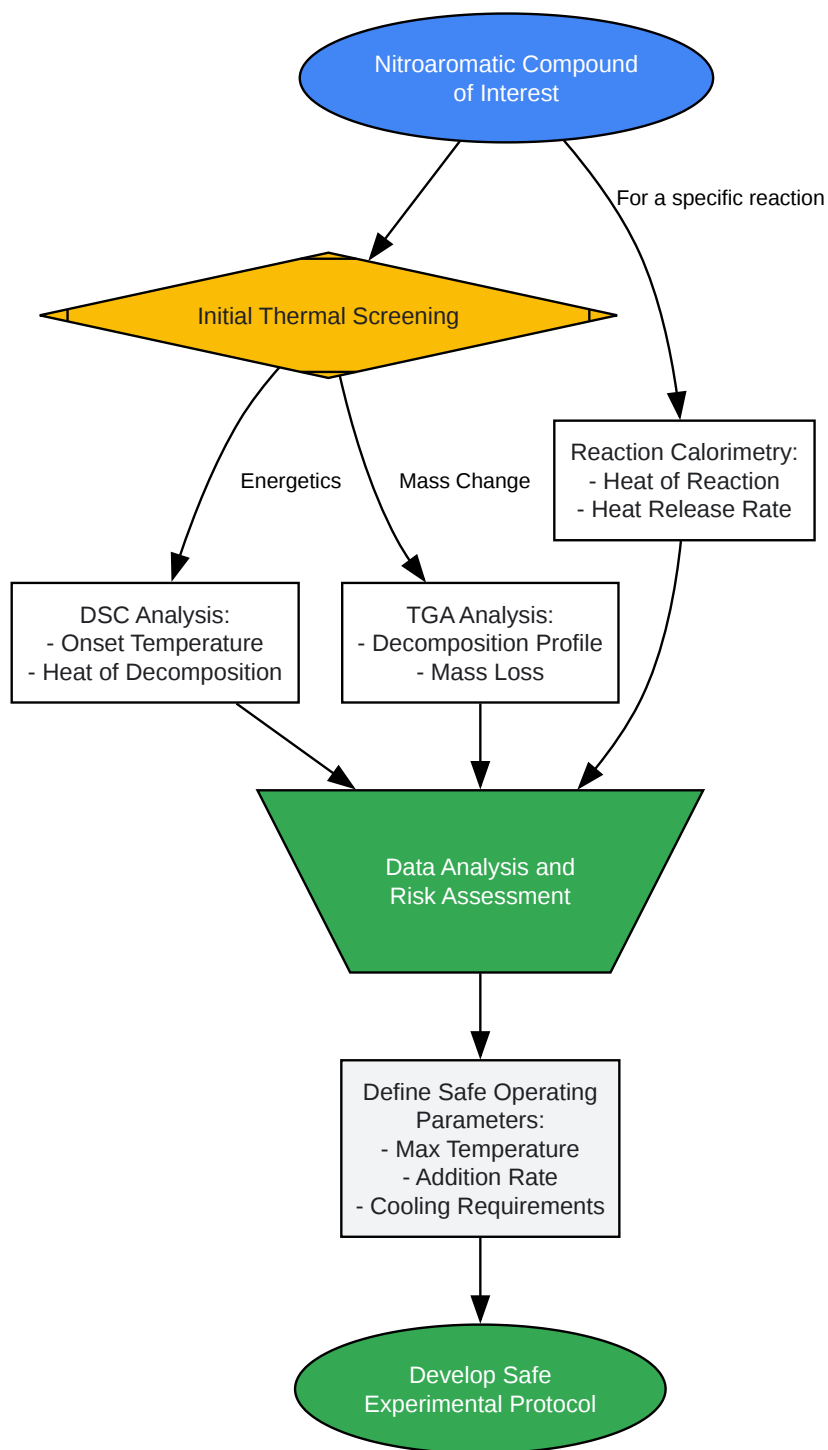 Nitroaromatic Compound
of Interest
For a specific reaction
Initial Thermal Screening
Energetics
Mass Change
Reaction Calorimetry:
- Heat of Reaction
- Heat Release Rate
DSC Analysis:
- Onset Temperature
- Heat of Decomposition
TGA Analysis:
- Decomposition Profile
- Mass Loss
Data Analysis and
Risk Assessment
Define Safe Operating
Parameters:
- Max Temperature
- Addition Rate
- Cooling Requirements
Develop Safe
Experimental Protocol